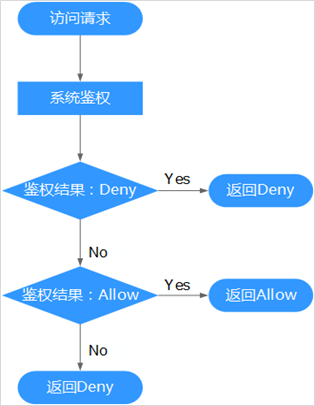 访问请求
系统鉴权
鉴权结果：Deny
Yes
返回Deny
No
鉴权结果：Allow
Yes
返回Allow
No
返回Deny